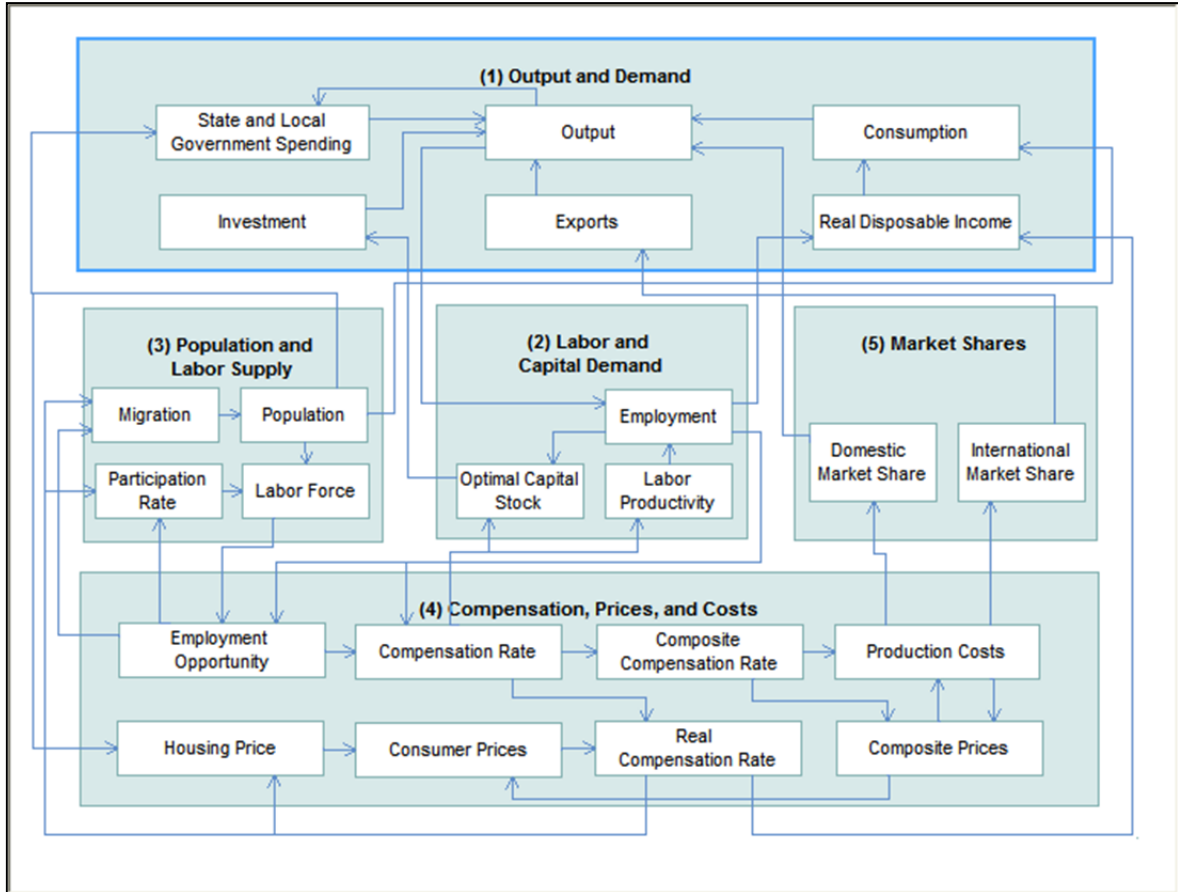 (1) Output and Demand
State and Local
Government Spending
Output
Consumption
Investment
Exports
Real Disposable Income
(3) Population and
Labor Supply
Migration
Population
Participation
Rate
Labor Force
(2) Labor and
Capital Demand
Employment
Optimal Capital
Stock
Labor
Productivity
(5) Market Shares
Domestic
Market Share
International
Market Share
(4) Compensation, Prices, and Costs
Employment
Opportunity
Compensation Rate
Composite
Compensation Rate
Production Costs
Housing Price
Consumer Prices
Real
Compensation Rate
Composite Prices